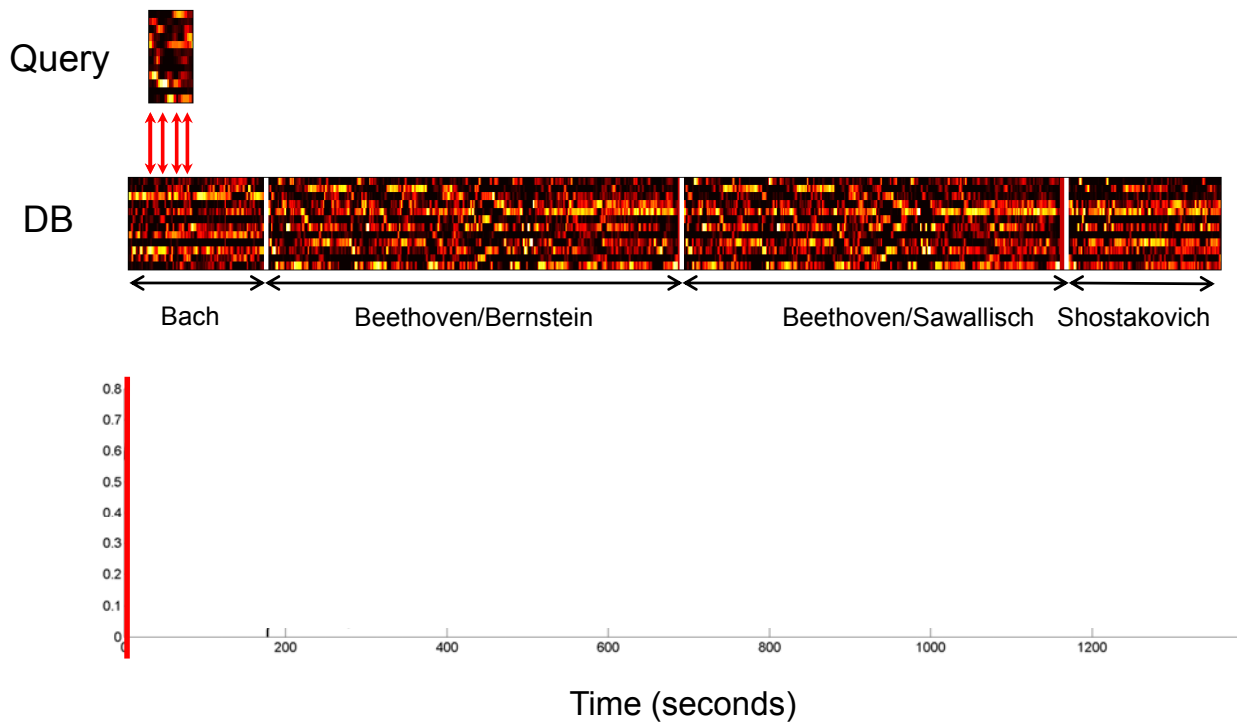 Query
DB
Bach Beethoven/Bernstein Beethoven/Sawallisch Shostakovich
0.8
0.7
0.6
0.5
0.4
0.3
0.2
0.1
0
0 200 400 600 800 1000 1200
Time (seconds)